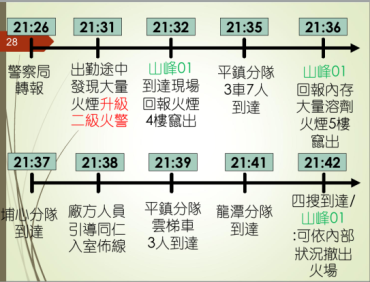 21:26 21:31 21:32 21:35 21:36
28
警察局
轉報
出勤途中
發現大量
火煙升級
二級火警
山峰01
到達現場
回報火煙
4樓竄出
平鎮分隊
3車7人
到達
山峰01
回報內存
大量溶劑
火煙5樓
竄出
21:37 21:38 21:39 21:41 21:42
埔心分隊
到達
廠方人員
引導同仁
入室佈線
平鎮分隊
雲梯車
3人到達
龍潭分隊
到達
四搜到達/
山峰01
:可依內部
狀況撤出
火場